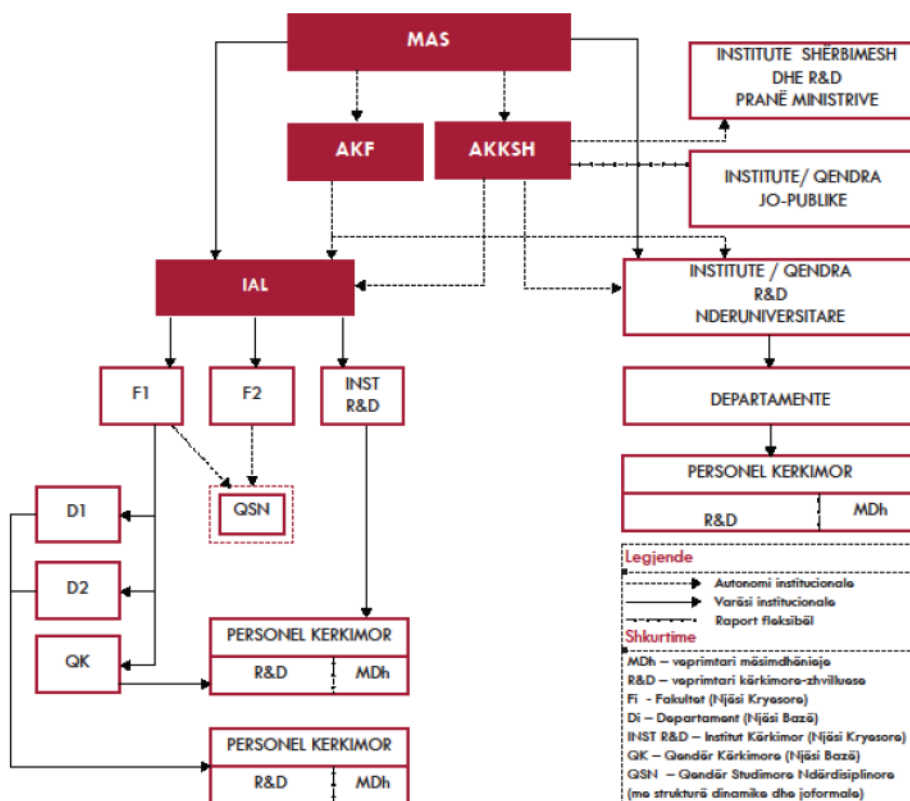 MAS
INSTITUTE SHËRBIMESH
DHE R&D
PRANË MINISTRIVE
AKF
AKKSH
INSTITUTE/ QENDRA
JO-PUBLIKE
IAL
INSTITUTE / QENDRA
R&D
NDERUNIVERSITARE
F1
F2
INST
R&D
DEPARTAMENTE
PERSONEL KERKIMOR
R&D
MDh
D1
QSN
D2
QK
PERSONEL KERKIMOR
R&D
MDh
PERSONEL KERKIMOR
R&D
MDh
Legjende
Autonomi institucionale
Varësi institucionale
Raport fleksibël
Shkurtime
MDh – veprimtari mësimdhënieje
R&D – veprimtari kërkimore-zhvilluese
Fi - Fakultet (Njësi Kryesore)
Di – Departament (Njësi Bazë)
INST R&D – Institut Kërkimor (Njësi Kryesore)
QK – Qendër Kërkimore (Njësi Bazë)
QSN – Qendër Studimore Ndërdisiplinore
(me strukturë dinamike dhe joformale)